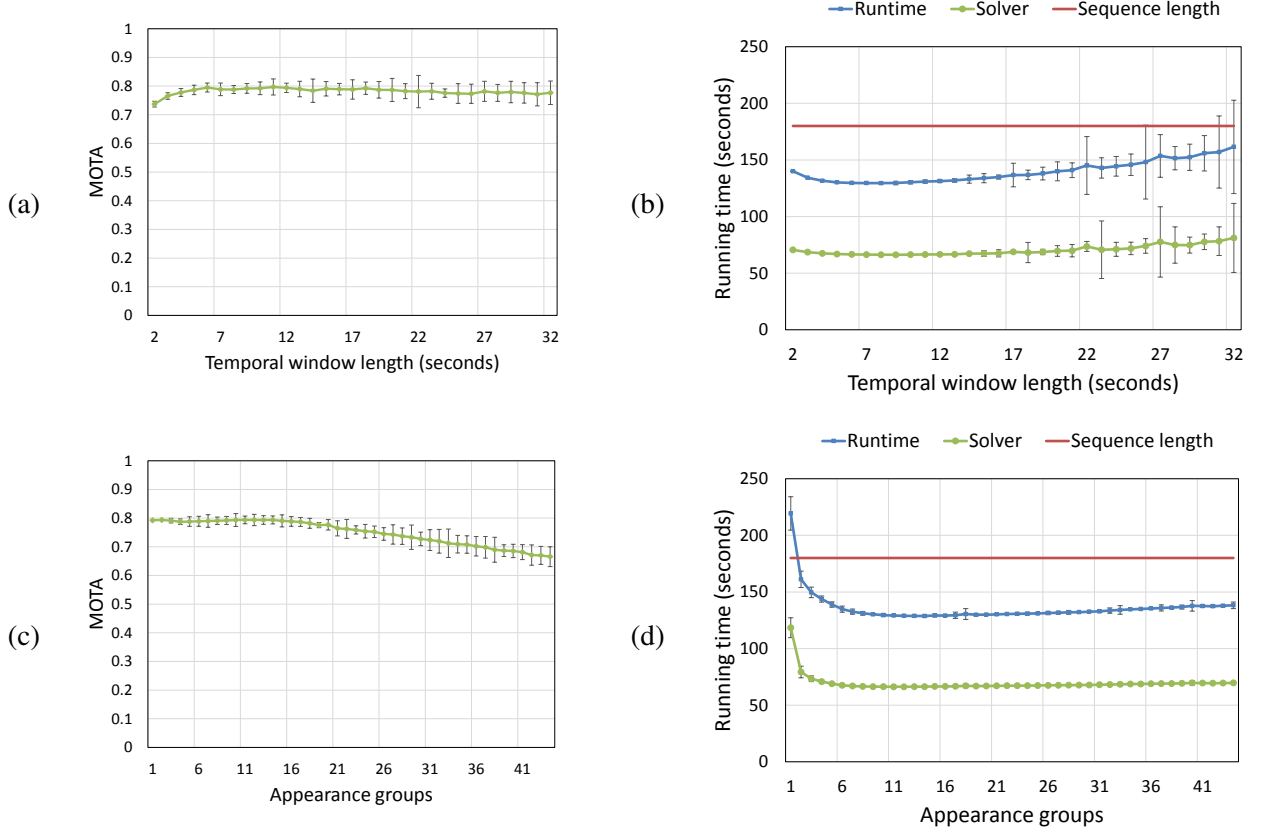 (a)
MOTA
1
0.9
0.8
0.7
0.6
0.5
0.4
0.3
0.2
0.1
0
2 7 12 17 22 27 32
Temporal window length (seconds)
(b)
Runtime Solver Sequence length
Running time (seconds)
250
200
150
100
50
0
2 7 12 17 22 27 32
Temporal window length (seconds)
(c)
MOTA
1
0.9
0.8
0.7
0.6
0.5
0.4
0.3
0.2
0.1
0
1 6 11 16 21 26 31 36 41
Appearance groups
(d)
Runtime Solver Sequence length
Running time (seconds)
250
200
150
100
50
0
1 6 11 16 21 26 31 36 41
Appearance groups